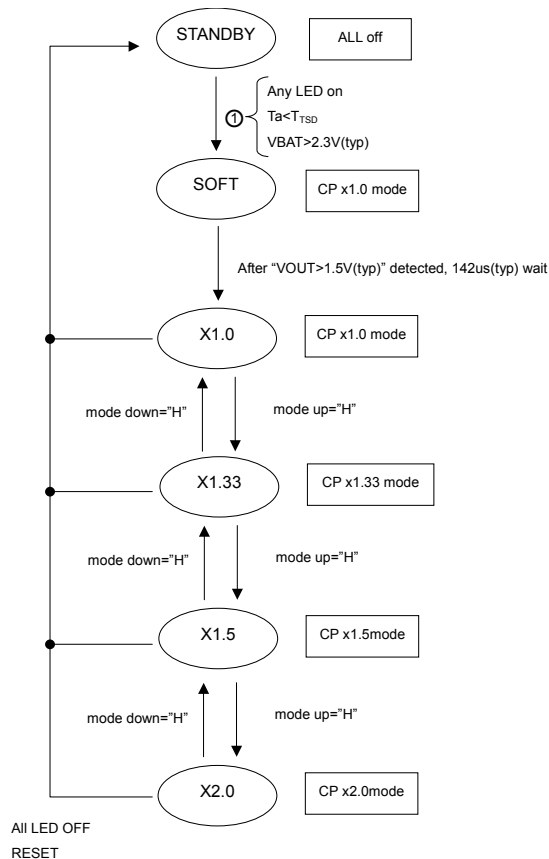 STANDBY
ALL off
①
Any LED on
Ta<TTSD
VBAT>2.3V(typ)
SOFT
CP x1.0 mode
After “VOUT>1.5V(typ)” detected, 142us(typ) wait
X1.0
CP x1.0 mode
mode down=”H”
mode up=”H”
X1.33
CP x1.33 mode
mode down=”H”
mode up=”H”
X1.5
CP x1.5mode
mode down=”H”
mode up=”H”
X2.0
CP x2.0mode
All LED OFF
RESET